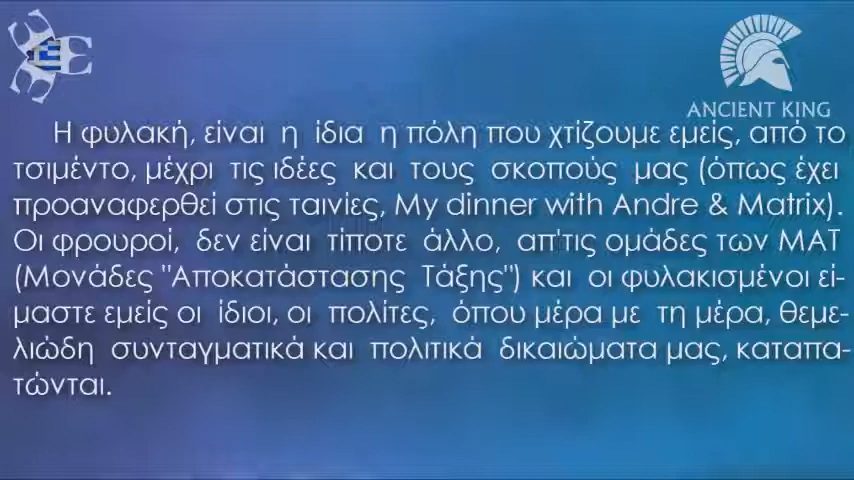 ANCIENT KING
Η φυλακή, είναι η ίδια η πόλη που χτίζουμε εμείς, από το
τσιμέντο, μέχρι τις ιδέες και τους σκοπούς μας (όπως έχει
προαναφερθεί στις ταινίες, My dinner with Andre & Matrix).
Οι φρουροί, δεν είναι τίποτε άλλο, απ'τις ομάδες των ΜΑΤ
(Μονάδες "Αποκατάστασης Τάξης") και οι φυλακισμένοι εί-
μαστε εμείς οι ίδιοι, οι πολίτες, όπου μέρα με τη μέρα, θεμε-
λιώδη συνταγματικά και πολιτικά δικαιώματα μας, καταπα-
τώνται.